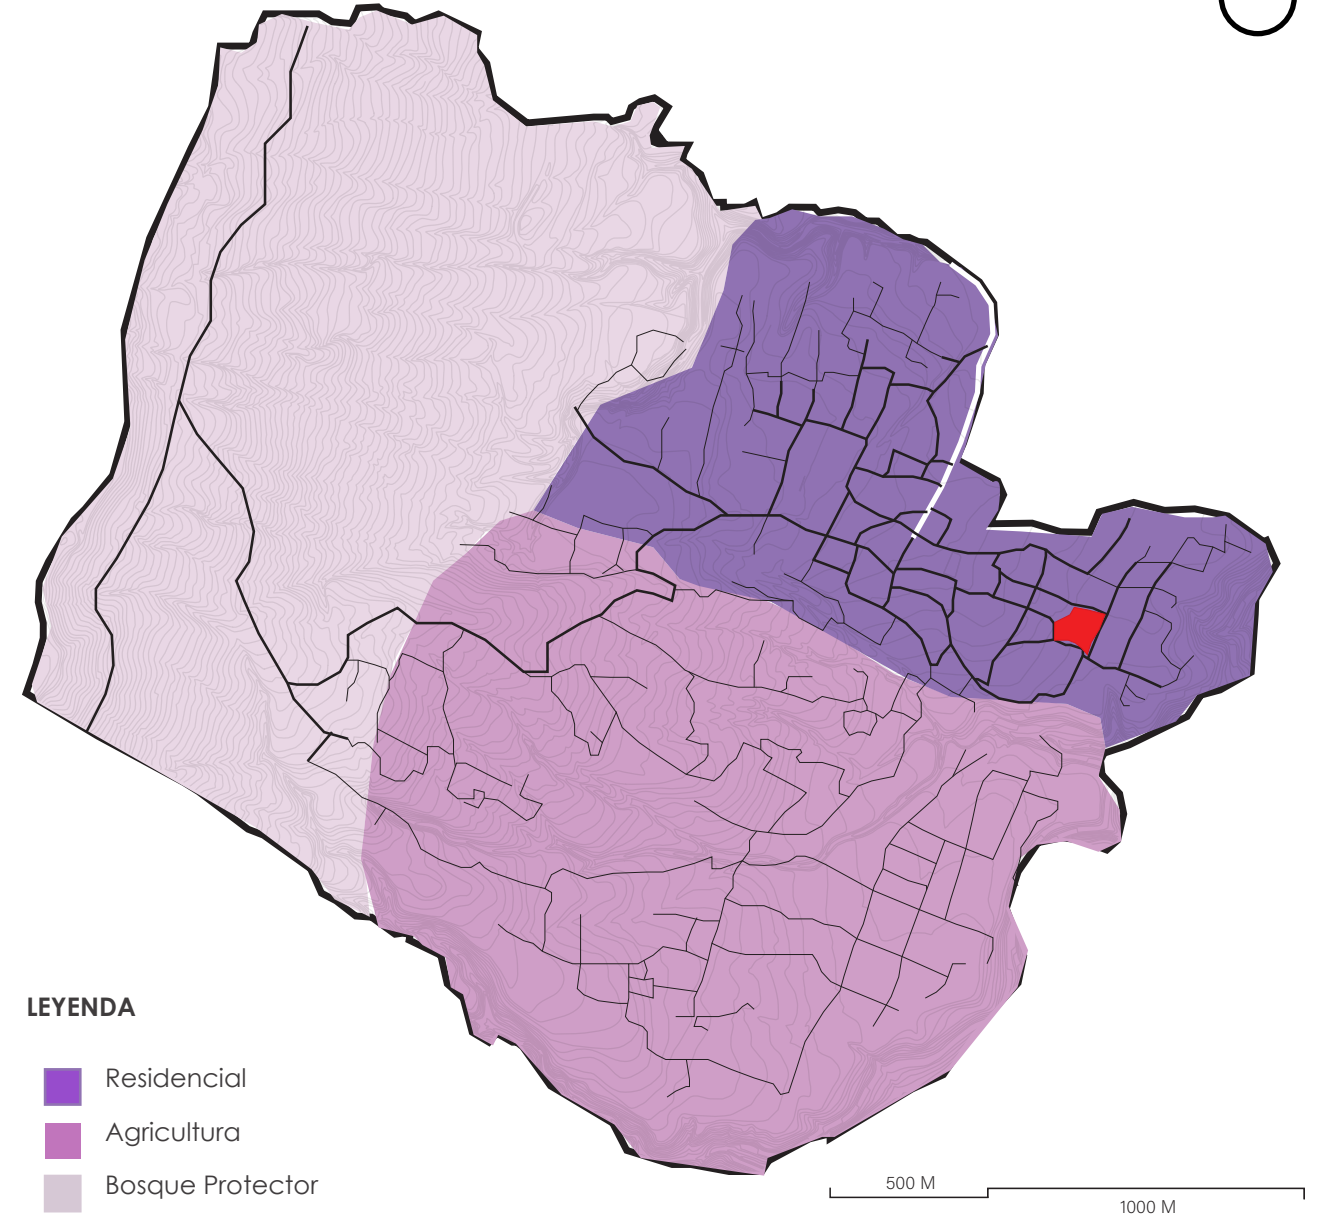 LEYENDA
Residencial
Agricultura
Bosque Protector
500 M
1000 M